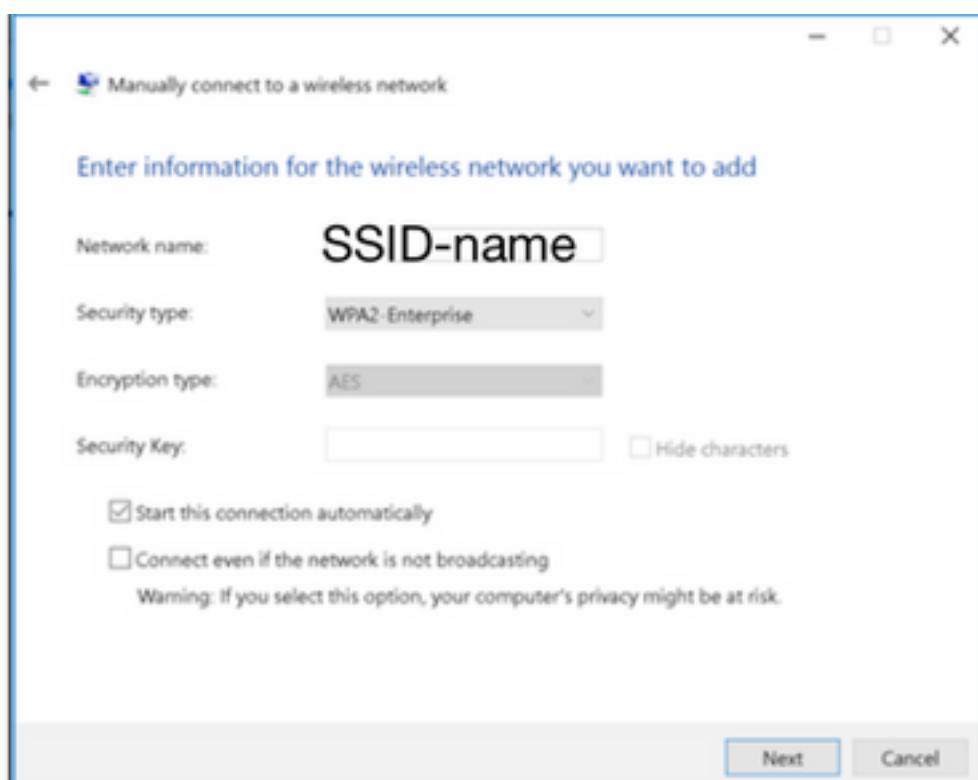 Manually connect to a wireless network
Enter information for the wireless network you want to add
Network name: SSID-name
Security type: WPA2-Enterprise
Encryption type: AES
Security Key: Hide characters
Start this connection automatically
Connect even if the network is not broadcasting
Warning: If you select this option, your computer's privacy might be at risk.
Next Cancel